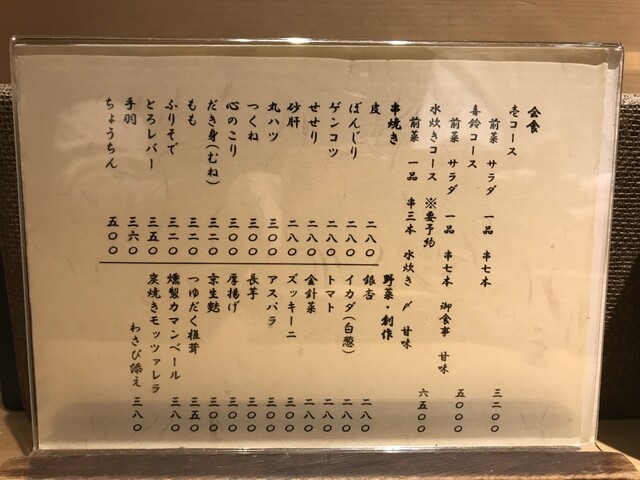 会食
壱コース
前菜 サラダ 一品 串七本 三二〇〇
喜鈴コース
前菜 サラダ 一品 串七本 御食事 甘味 五〇〇〇
水炊きコース ※要予約
前菜 一品 串三本 水炊き 〆 甘味 六五〇〇
串焼き
皮 二八〇
ぼんじり 二八〇
ゲンコツ 二八〇
せせり 二八〇
砂肝 二八〇
丸ハツ 三〇〇
つくね 三〇〇
心のこり 三〇〇
だき身(むね) 三二〇
もも 三二〇
ふりそで 三二〇
とろレバー 三五〇
手羽 三六〇
ちょうちん 五〇〇
野菜・創作
銀杏 二八〇
イカダ(白葱) 二八〇
トマト 二八〇
金針菜 二八〇
ズッキーニ 三〇〇
アスパラ 三〇〇
長芋 三〇〇
厚揚げ 三〇〇
京生麩 三〇〇
つゆだく椎茸 三五〇
燻製カマンベール 三八〇
炭焼きモッツァレラ
わさび添え 三八〇